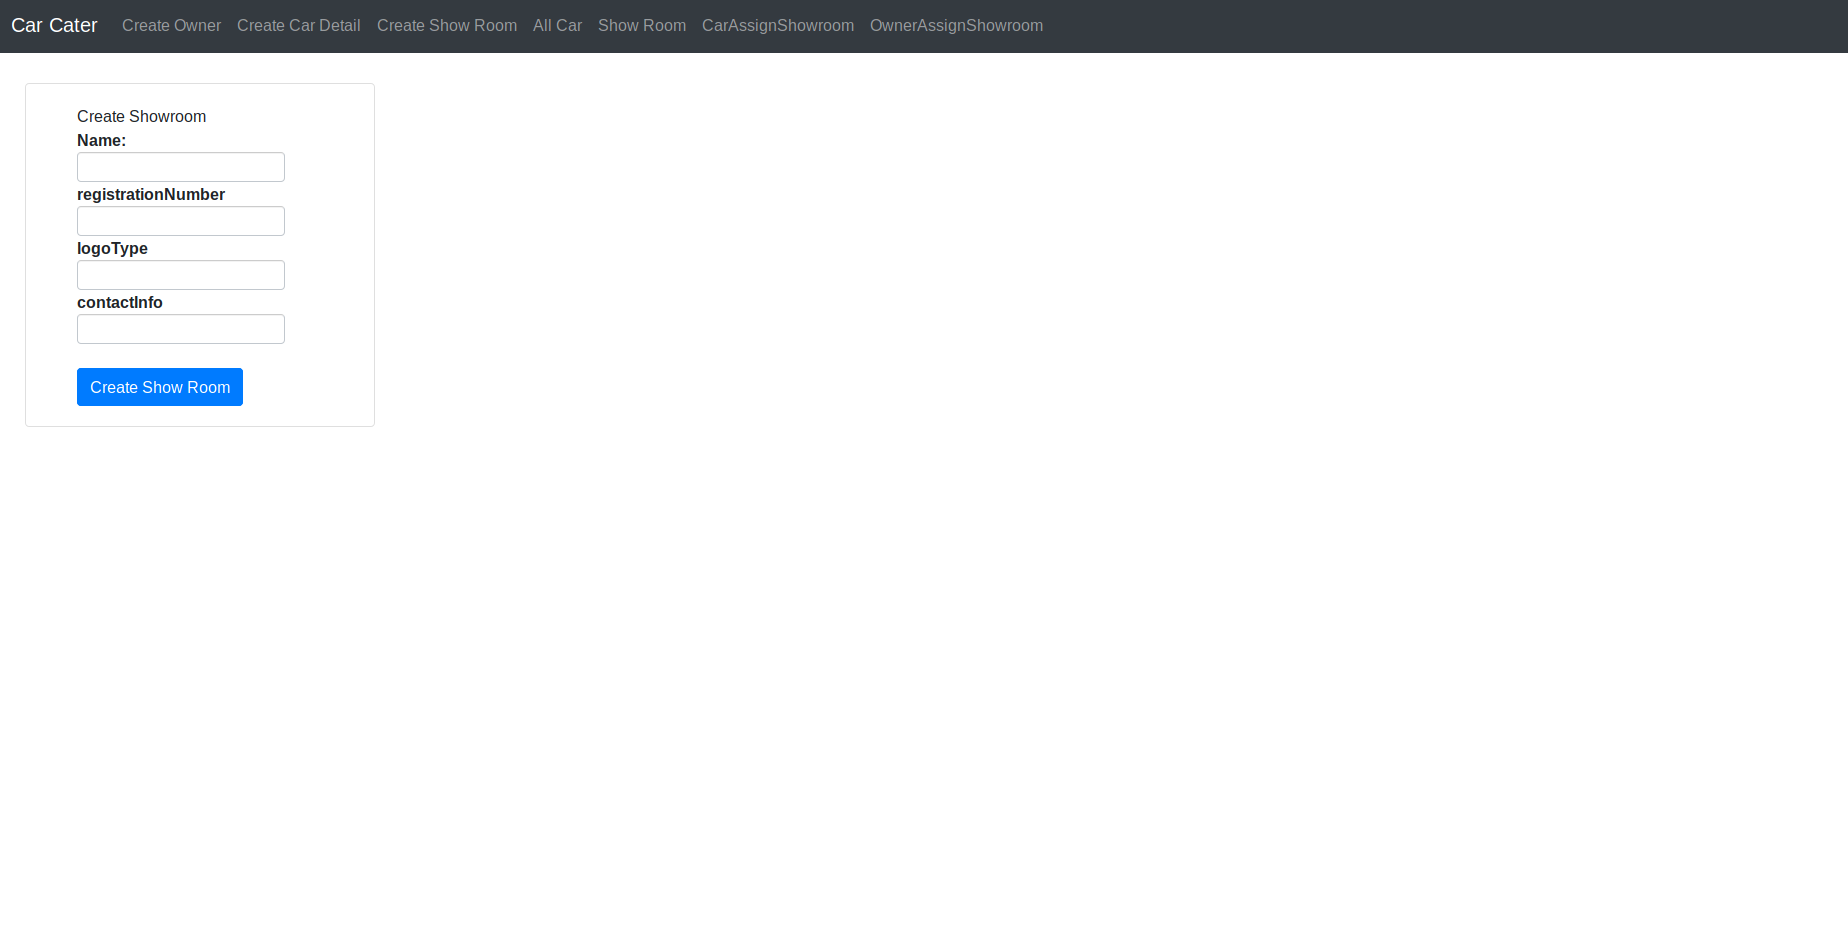 Car Cater Create Owner Create Car Detail Create Show Room All Car Show Room CarAssignShowroom OwnerAssignShowroom
Create Showroom
Name:
registrationNumber
logoType
contactInfo
Create Show Room